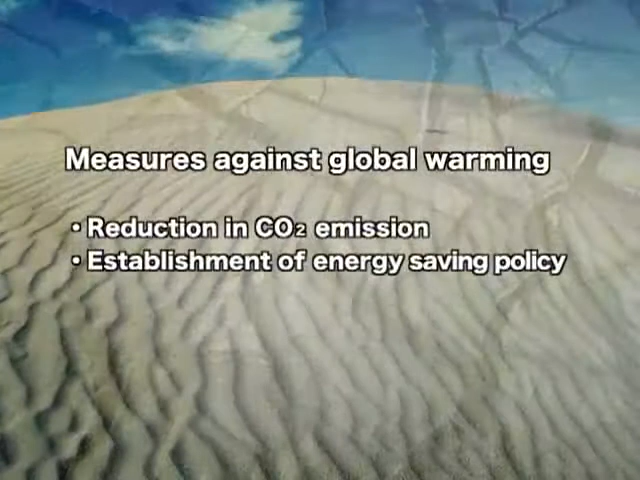 Measures against global warming
・Reduction in CO₂ emission
・Establishment of energy saving policy